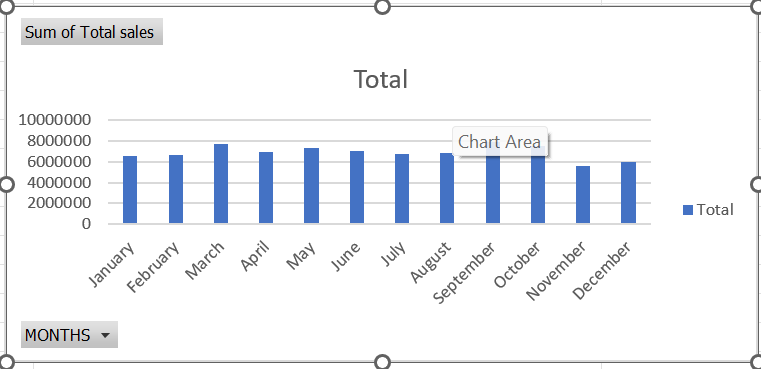 Sum of Total sales
Total
10000000
8000000
6000000
4000000
2000000
0
Chart Area
Total
January
February
March
April
May
June
July
August
September
October
November
December
MONTHS